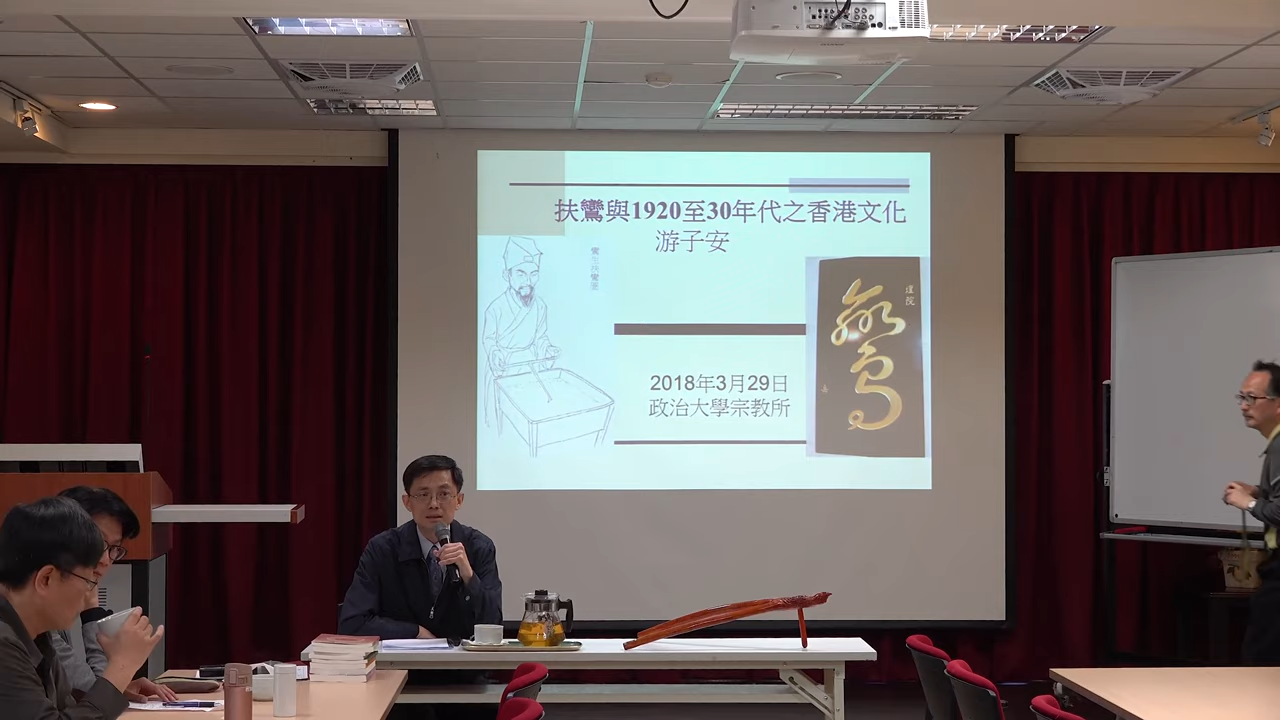 扶鸞與1920至30年代之香港文化
游子安
鸞
2018年3月29日
政治大學宗教所